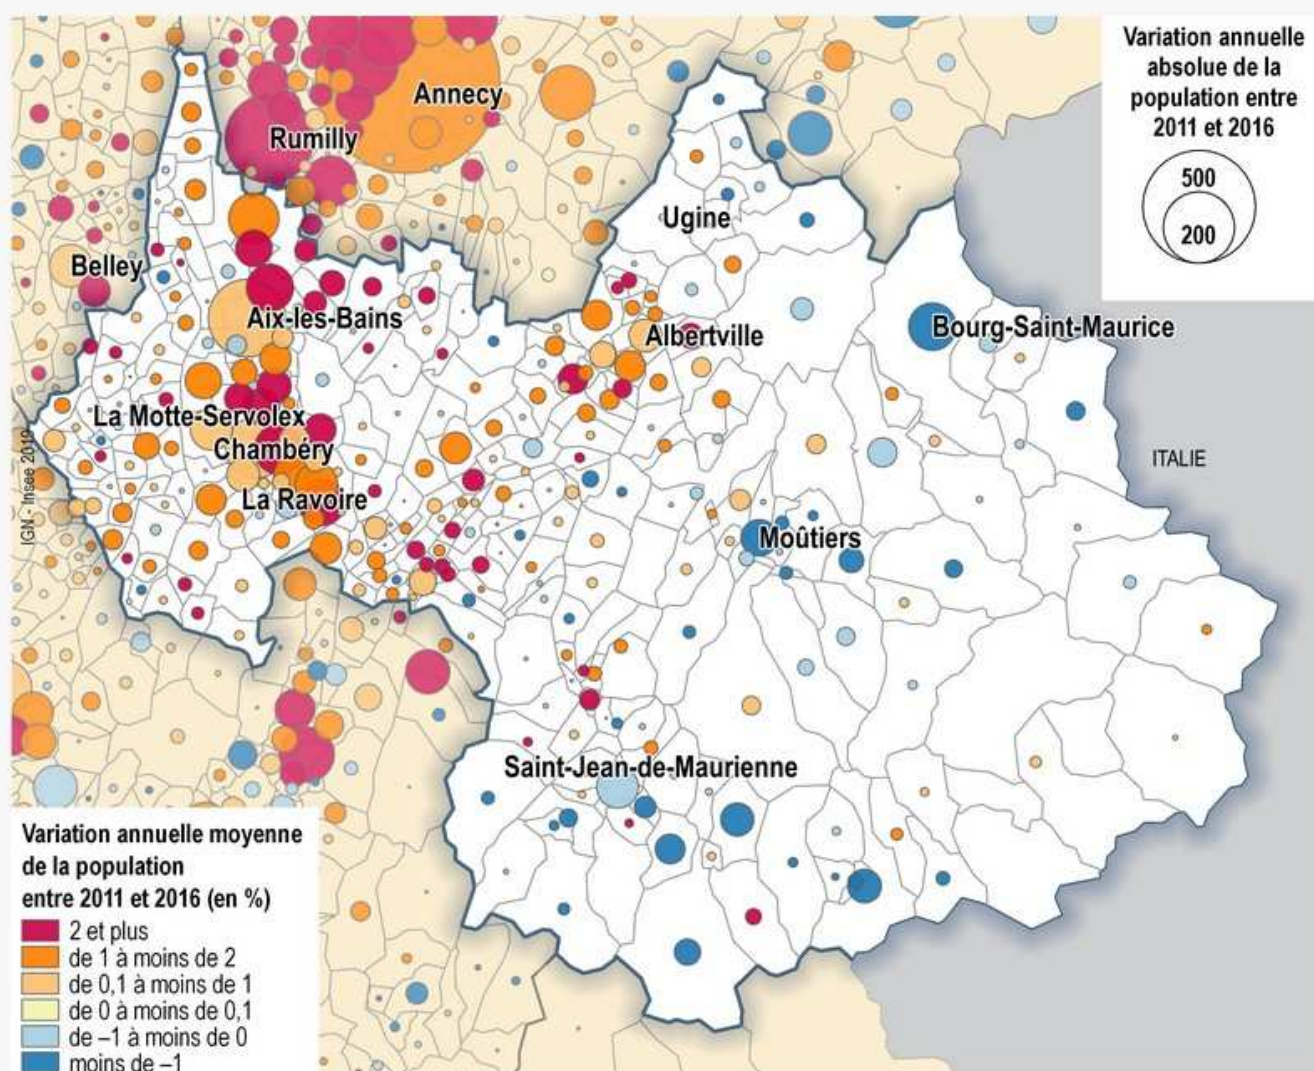 Variation annuelle
absolue de la
population entre
2011 et 2016
500
200
Annecy
Rumilly
Ugine
Belley
Aix-les-Bains
Albertville
Bourg-Saint-Maurice
La Motte-Servolex
Chambéry
ITALIE
La Ravoire
IGN - Insee 2019
Moûtiers
Saint-Jean-de-Maurienne
Variation annuelle moyenne
de la population
entre 2011 et 2016 (en %)
2 et plus
de 1 à moins de 2
de 0,1 à moins de 1
de 0 à moins de 0,1
de –1 à moins de 0
moins de –1